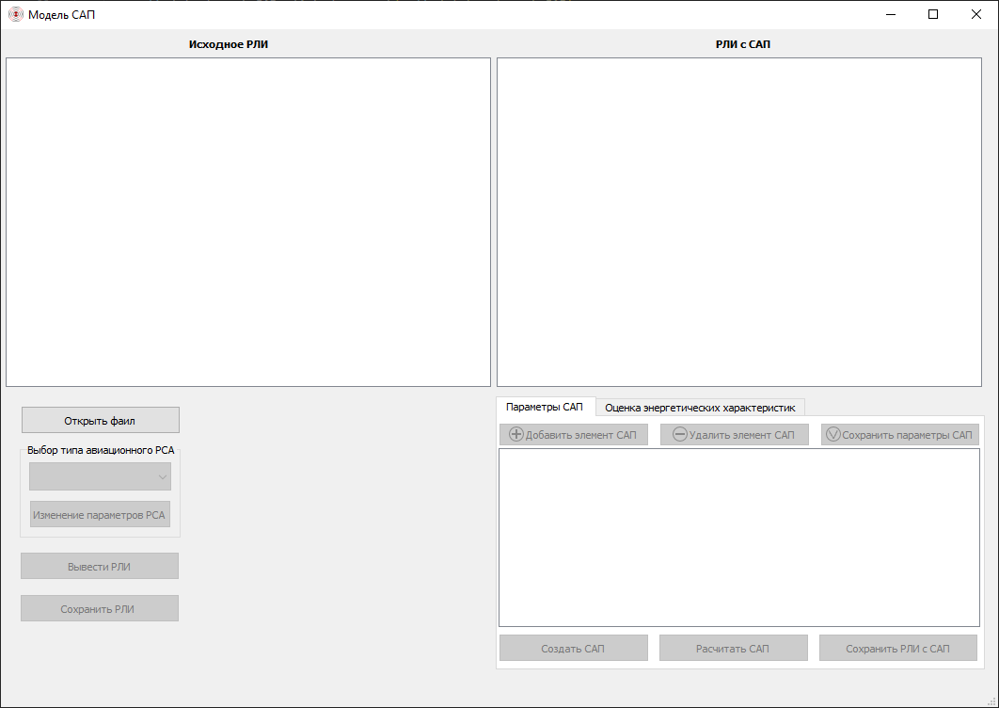 Модель САП
Исходное РЛИ
РЛИ с САП
Открыть фаил
Выбор типа авиационного РСА
Изменение параметров РСА
Вывести РЛИ
Сохранить РЛИ
Параметры САП
Оценка энергетических характеристик
Добавить элемент САП
Удалить элемент САП
Сохранить параметры САП
Создать САП
Расчитать САП
Сохранить РЛИ с САП